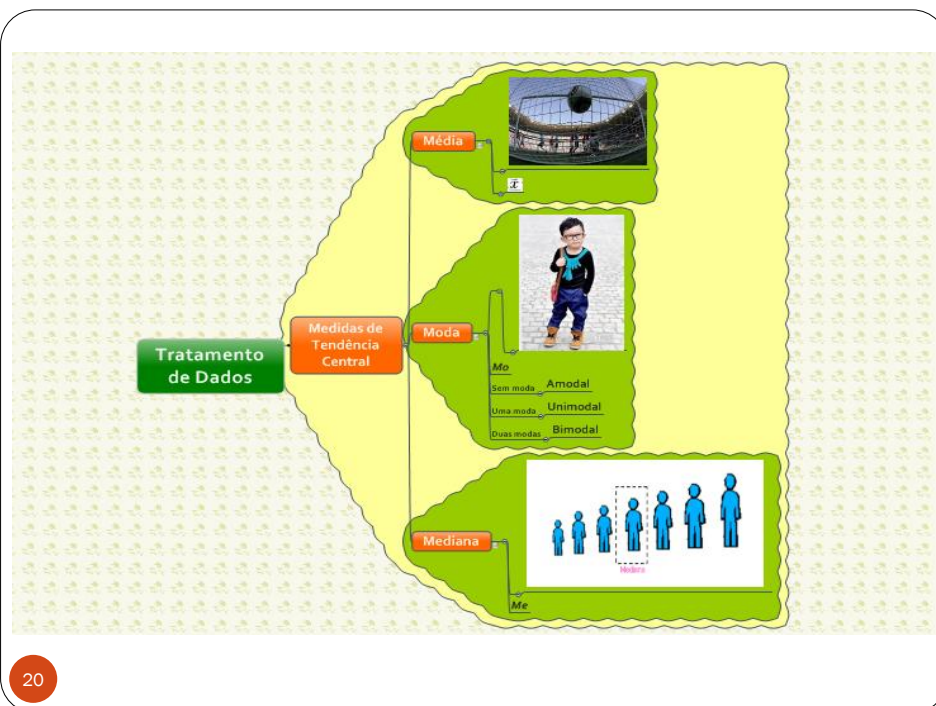 Média
x̄
Moda
Mo
Sem moda Amodal
Uma moda Unimodal
Duas modas Bimodal
Medidas de
Tendência
Central
Tratamento
de Dados
Mediana
Mediana
Me
20